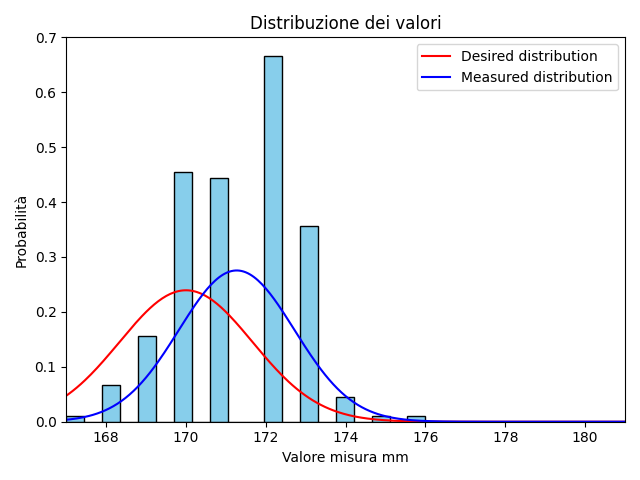 Distribuzione dei valori
Desired distribution
Measured distribution
Probabilità
0.7
0.6
0.5
0.4
0.3
0.2
0.1
0.0
168 170 172 174 176 178 180
Valore misura mm